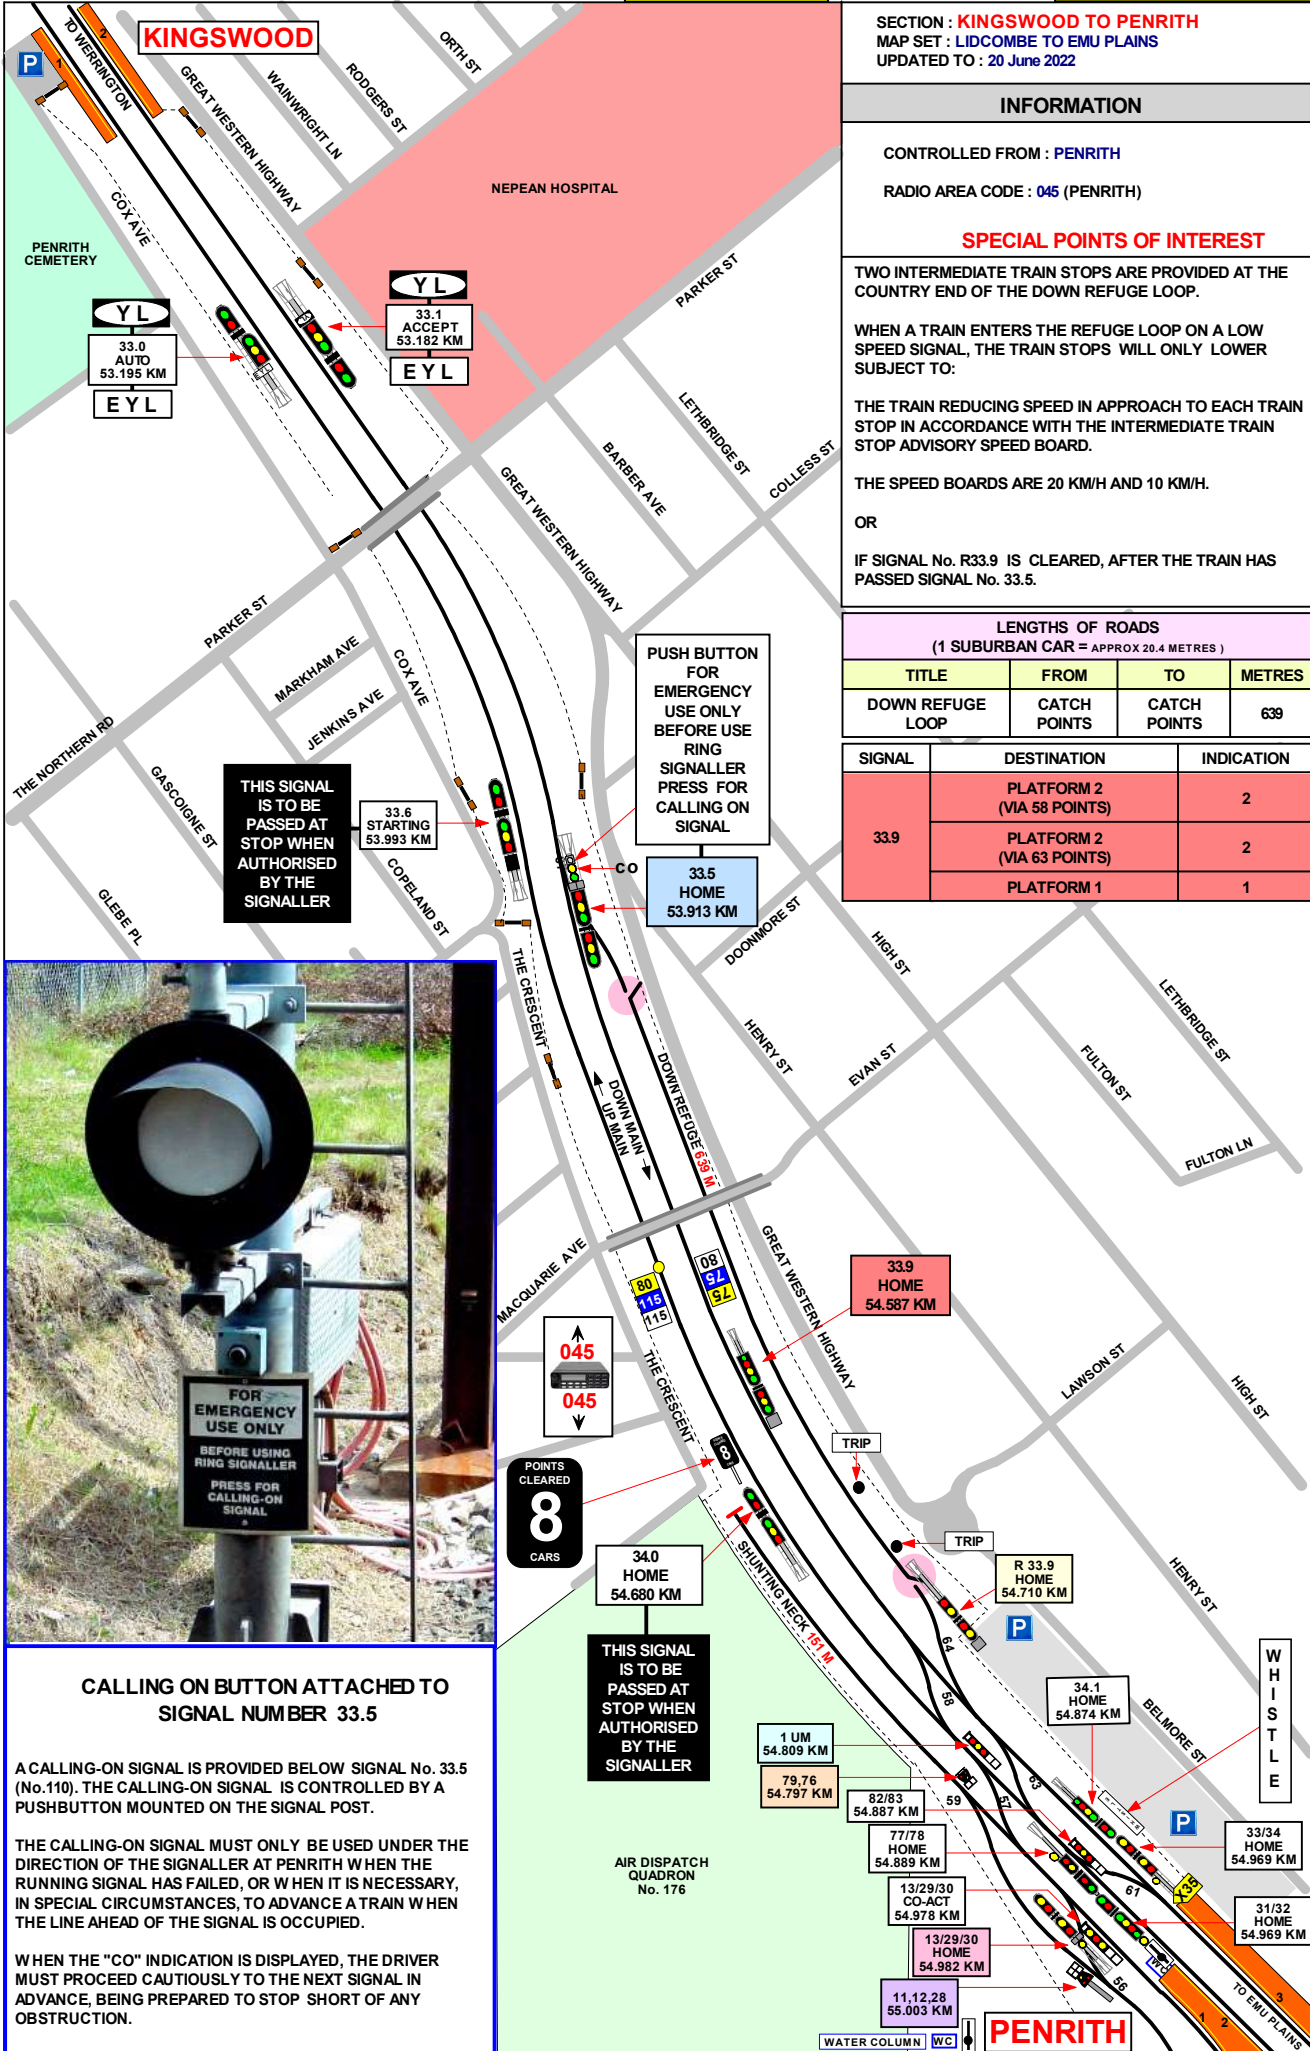 KINGSWOOD
SECTION : KINGSWOOD TO PENRITH
MAP SET : LIDCOMBE TO EMU PLAINS
UPDATED TO : 20 June 2022
INFORMATION
CONTROLLED FROM : PENRITH
RADIO AREA CODE : 045 (PENRITH)
SPECIAL POINTS OF INTEREST
TWO INTERMEDIATE TRAIN STOPS ARE PROVIDED AT THE
COUNTRY END OF THE DOWN REFUGE LOOP.
WHEN A TRAIN ENTERS THE REFUGE LOOP ON A LOW
SPEED SIGNAL, THE TRAIN STOPS WILL ONLY LOWER
SUBJECT TO:
THE TRAIN REDUCING SPEED IN APPROACH TO EACH TRAIN
STOP IN ACCORDANCE WITH THE INTERMEDIATE TRAIN
STOP ADVISORY SPEED BOARD.
THE SPEED BOARDS ARE 20 KM/H AND 10 KM/H.
OR
IF SIGNAL No. R33.9 IS CLEARED, AFTER THE TRAIN HAS
PASSED SIGNAL No. 33.5.
LENGTHS OF ROADS
(1 SUBURBAN CAR = APPROX 20.4 METRES )
TITLE FROM TO METRES
DOWN REFUGE LOOP CATCH POINTS CATCH POINTS 639
SIGNAL DESTINATION INDICATION
33.9
PLATFORM 2
(VIA 58 POINTS) 2
PLATFORM 2
(VIA 63 POINTS) 2
PLATFORM 1 1
P
1
2
TO WERRINGTON
GREAT WESTERN HIGHWAY
WAINWRIGHT LN
RODGERS ST
ORTH ST
NEPEAN HOSPITAL
COX AVE
PENRITH
CEMETERY
PARKER ST
Y L
33.0
AUTO
53.195 KM
E Y L
Y L
33.1
ACCEPT
53.182 KM
E Y L
LETHBRIDGE ST
BARBER AVE
COLLESS ST
GREAT WESTERN HIGHWAY
PARKER ST
MARKHAM AVE
COX AVE
JENKINS AVE
THE NORTHERN RD
GASCOIGNE ST
COPELAND ST
GLEBE PL
THIS SIGNAL
IS TO BE
PASSED AT
STOP WHEN
AUTHORISED
BY THE
SIGNALLER
33.6
STARTING
53.993 KM
PUSH BUTTON
FOR
EMERGENCY
USE ONLY
BEFORE USE
RING
SIGNALLER
PRESS FOR
CALLING ON
SIGNAL
CO
33.5
HOME
53.913 KM
DOONMORE ST
HIGH ST
LETHBRIDGE ST
HENRY ST
EVAN ST
FULTON ST
FULTON LN
THE CRESCENT
DOWN MAIN
UP MAIN
DOWN REFUGE 639 M
MACQUARIE AVE
80
115
115
80
75
75
GREAT WESTERN HIGHWAY
33.9
HOME
54.587 KM
045
045
THE CRESCENT
LAWSON ST
HIGH ST
TRIP
TRIP
POINTS
CLEARED
8
CARS
8
34.0
HOME
54.680 KM
SHUNTING NECK 151 M
R 33.9
HOME
54.710 KM
P
HENRY ST
THIS SIGNAL
IS TO BE
PASSED AT
STOP WHEN
AUTHORISED
BY THE
SIGNALLER
64
58
34.1
HOME
54.874 KM
BELMORE ST
W
H
I
S
T
L
E
1 UM
54.809 KM
79,76
54.797 KM
59
57
63
82/83
54.887 KM
77/78
HOME
54.889 KM
P
33/34
HOME
54.969 KM
X35
61
13/29/30
CO-ACT
54.978 KM
31/32
HOME
54.969 KM
13/29/30
HOME
54.982 KM
11,12,28
55.003 KM
56
WC
AIR DISPATCH
QUADRON
No. 176
WATER COLUMN WC
PENRITH
1
2
3
TO EMU PLAINS
FOR
EMERGENCY
USE ONLY
BEFORE USING
RING SIGNALLER
PRESS FOR
CALLING-ON
SIGNAL
CALLING ON BUTTON ATTACHED TO
SIGNAL NUMBER 33.5
A CALLING-ON SIGNAL IS PROVIDED BELOW SIGNAL No. 33.5
(No.110). THE CALLING-ON SIGNAL IS CONTROLLED BY A
PUSHBUTTON MOUNTED ON THE SIGNAL POST.
THE CALLING-ON SIGNAL MUST ONLY BE USED UNDER THE
DIRECTION OF THE SIGNALLER AT PENRITH WHEN THE
RUNNING SIGNAL HAS FAILED, OR WHEN IT IS NECESSARY,
IN SPECIAL CIRCUMSTANCES, TO ADVANCE A TRAIN WHEN
THE LINE AHEAD OF THE SIGNAL IS OCCUPIED.
WHEN THE "CO" INDICATION IS DISPLAYED, THE DRIVER
MUST PROCEED CAUTIOUSLY TO THE NEXT SIGNAL IN
ADVANCE, BEING PREPARED TO STOP SHORT OF ANY
OBSTRUCTION.